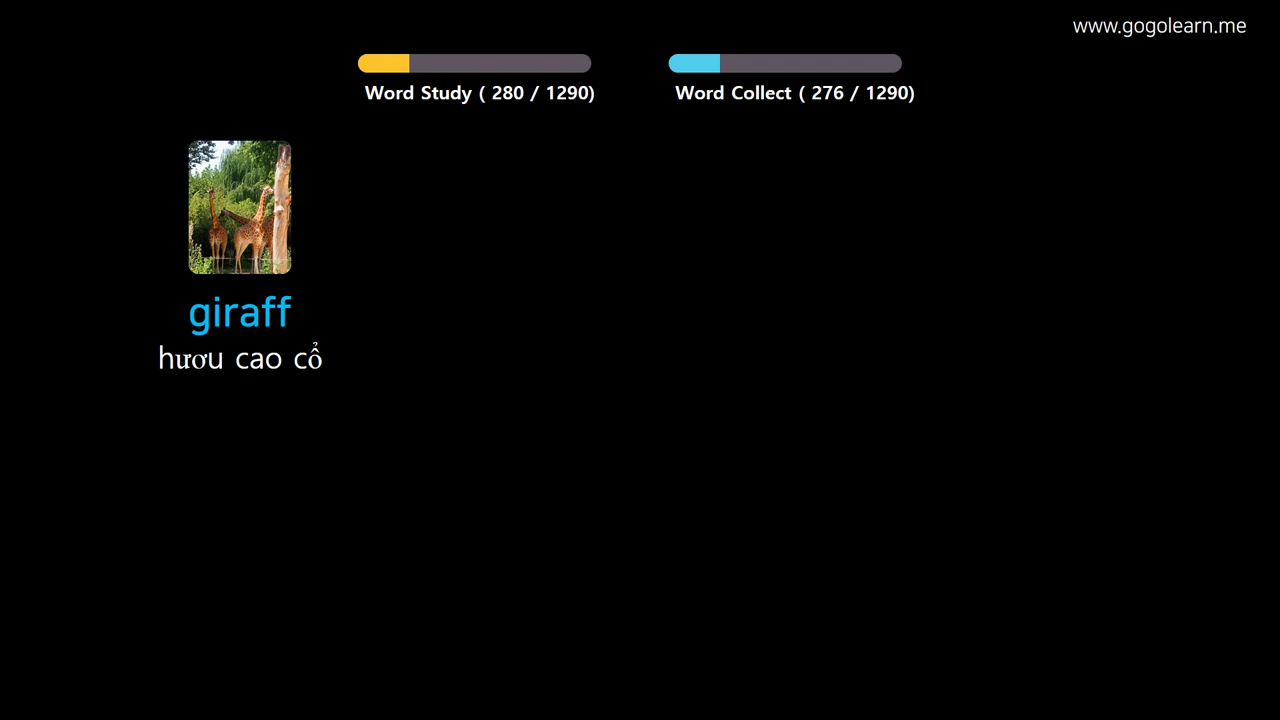 www.gogolearn.me
Word Study ( 280 / 1290)
Word Collect ( 276 / 1290)
giraff
hươu cao cổ